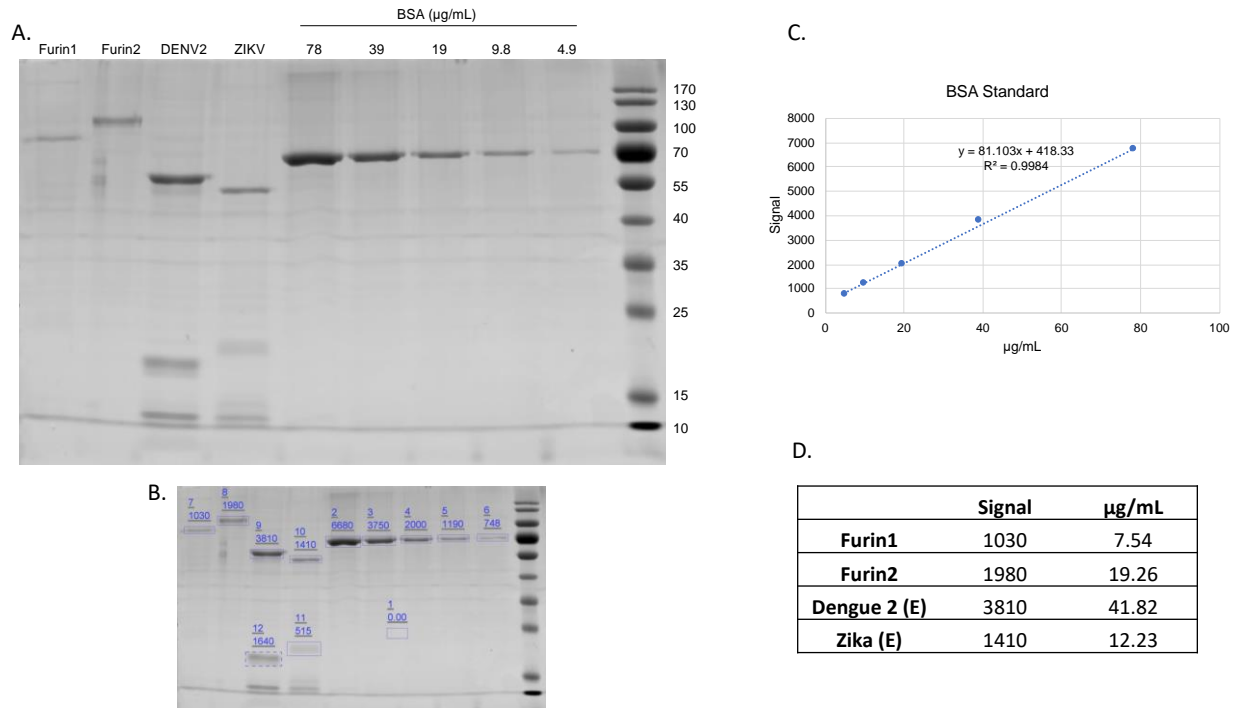 A.
BSA (µg/mL)
Furin1 Furin2 DENV2 ZIKV 78 39 19 9.8 4.9
170
130
100
70
55
40
35
25
15
10
B.
7
1030
8
1980
9
3810
10
1410
2
6680
3
3750
4
2000
5
1190
6
748
11
515
1
0.00
12
1640
C.
BSA Standard
8000
7000
6000
5000
4000
3000
2000
1000
0
Signal
y = 81.103x + 418.33
R² = 0.9984
0 20 40 60 80 100
µg/mL
D.
Signal µg/mL
Furin1 1030 7.54
Furin2 1980 19.26
Dengue 2 (E) 3810 41.82
Zika (E) 1410 12.23